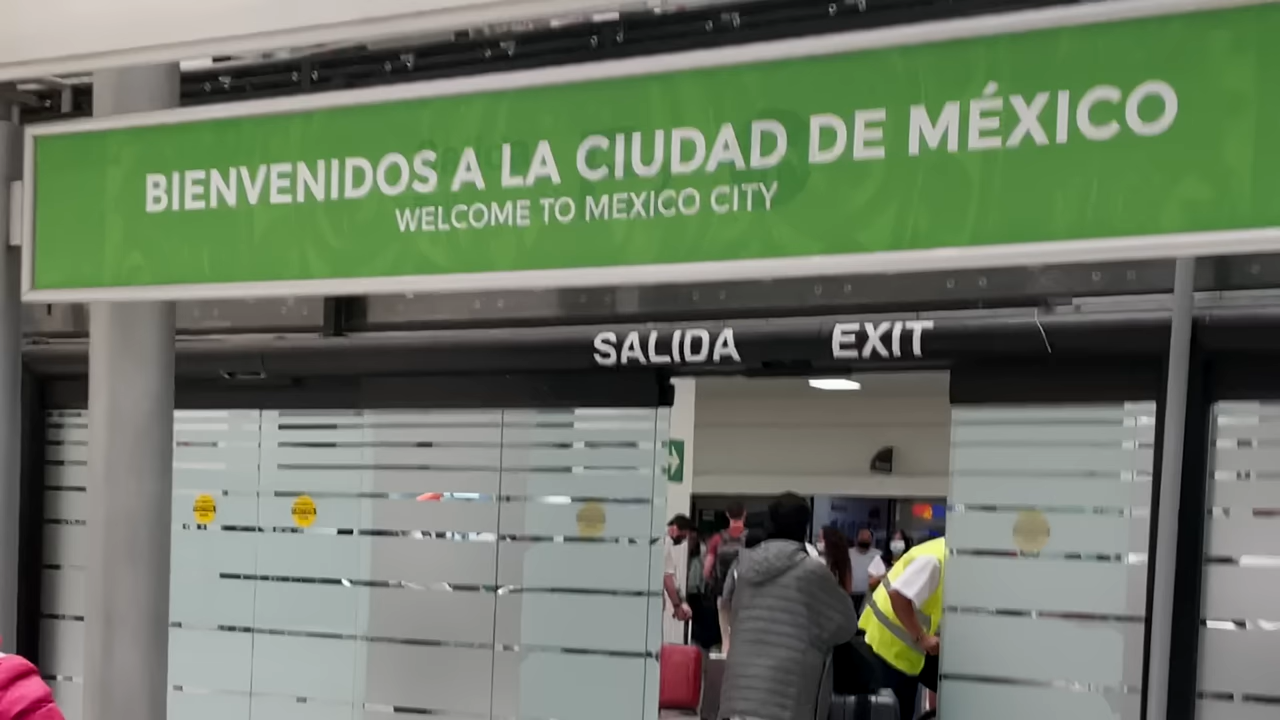 BIENVENIDOS A LA CIUDAD DE MÉXICO
WELCOME TO MEXICO CITY
SALIDA EXIT